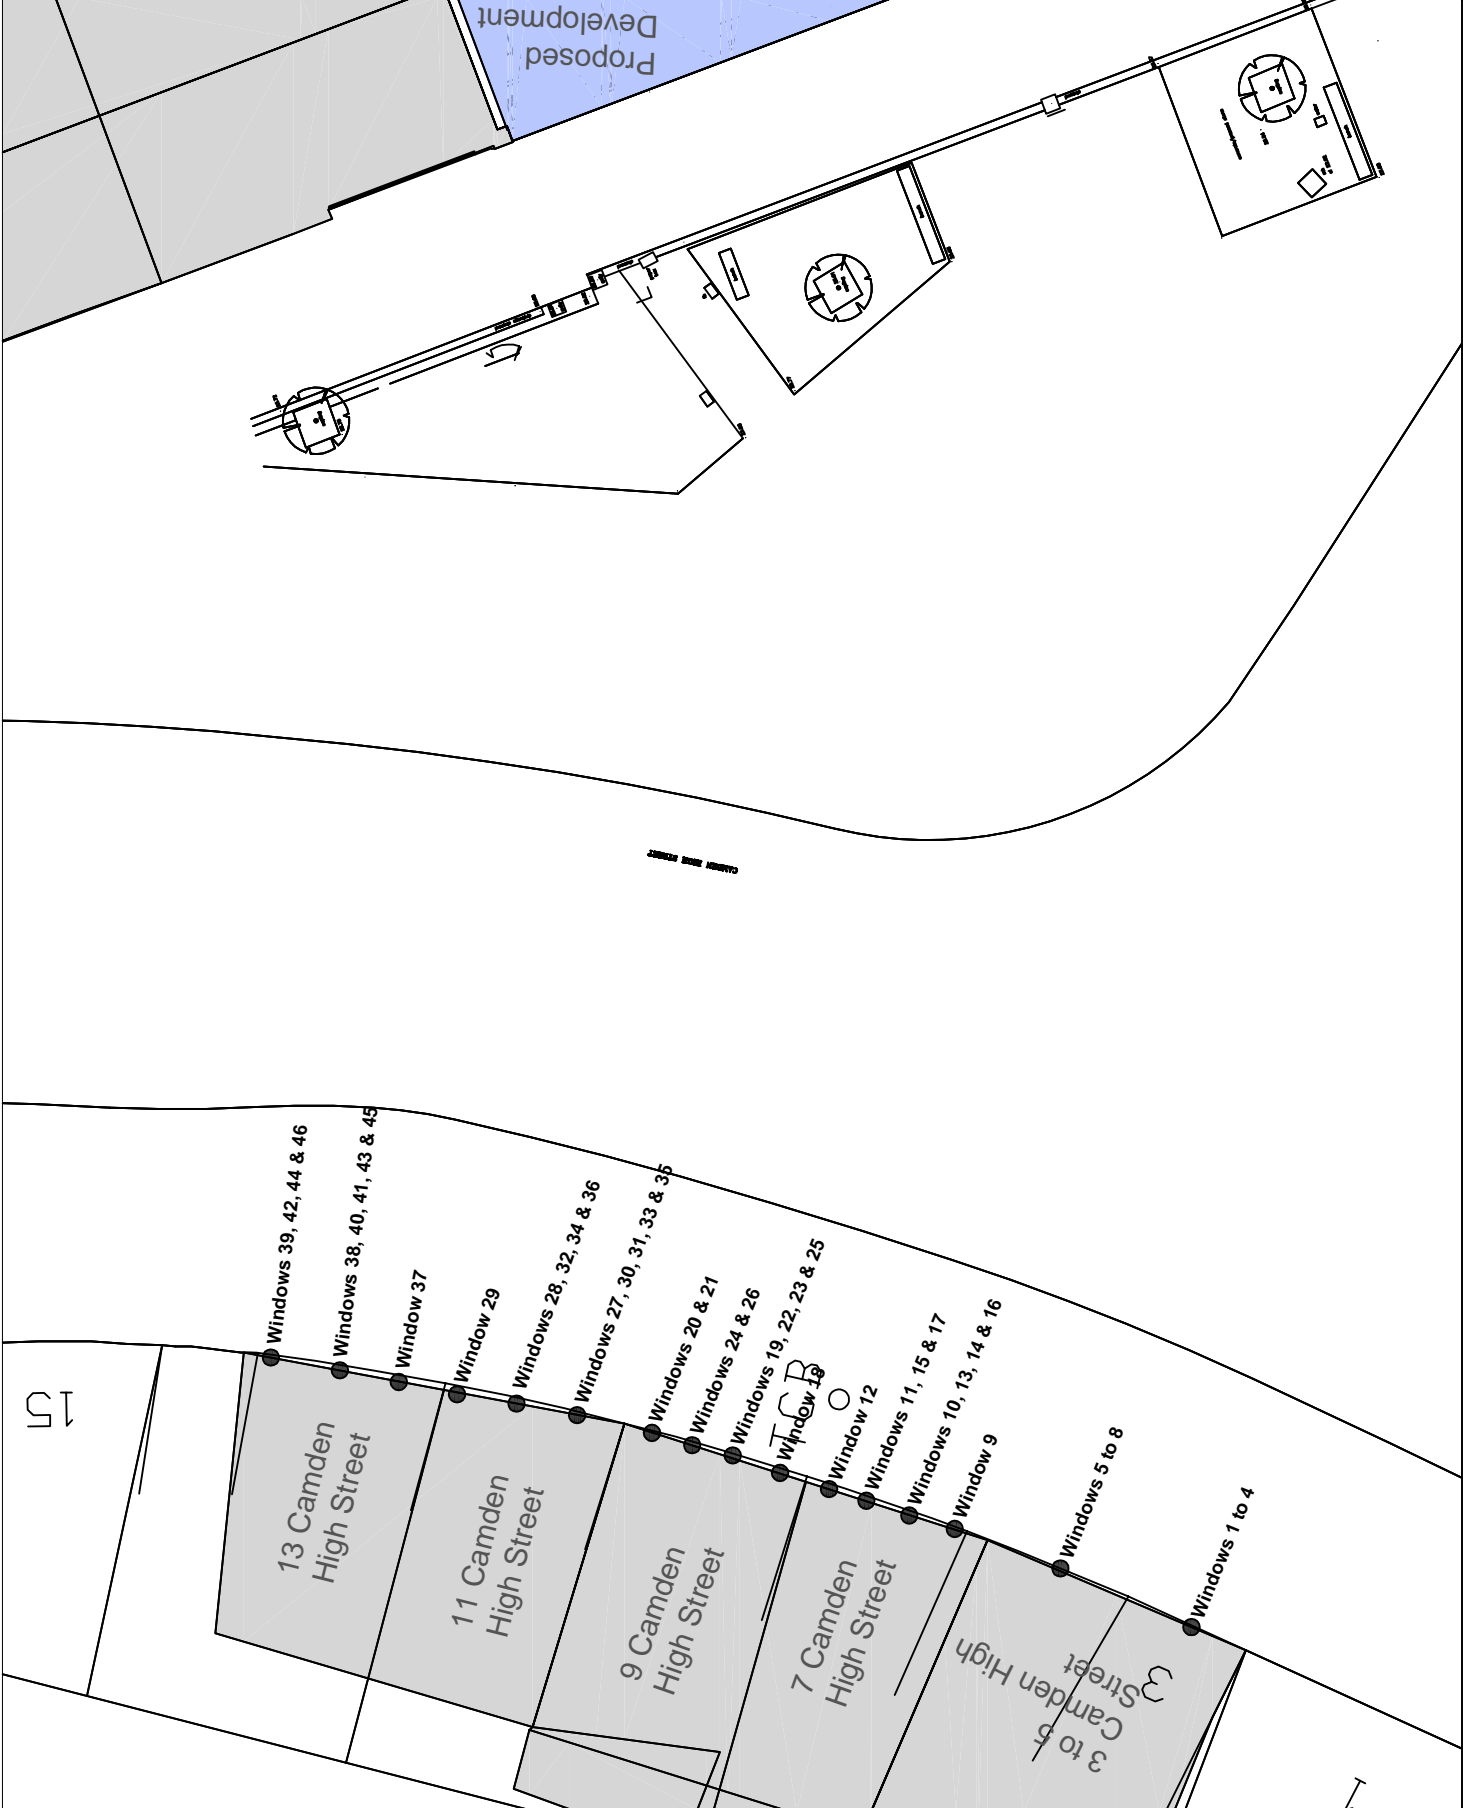 Proposed
Development
CAMDEN HIGH STREET
Windows 39, 42, 44 & 46
Windows 38, 40, 41, 43 & 45
Window 37
Window 29
Windows 28, 32, 34 & 36
Windows 27, 30, 31, 33 & 35
Windows 20 & 21
Windows 24 & 26
Windows 19, 22, 23 & 25
Window 18
TCB
Window 12
Windows 11, 15 & 17
Windows 10, 13, 14 & 16
Window 9
Windows 5 to 8
Windows 1 to 4
15
13 Camden
High Street
11 Camden
High Street
9 Camden
High Street
7 Camden
High Street
3 to 5
Camden High
Street
3